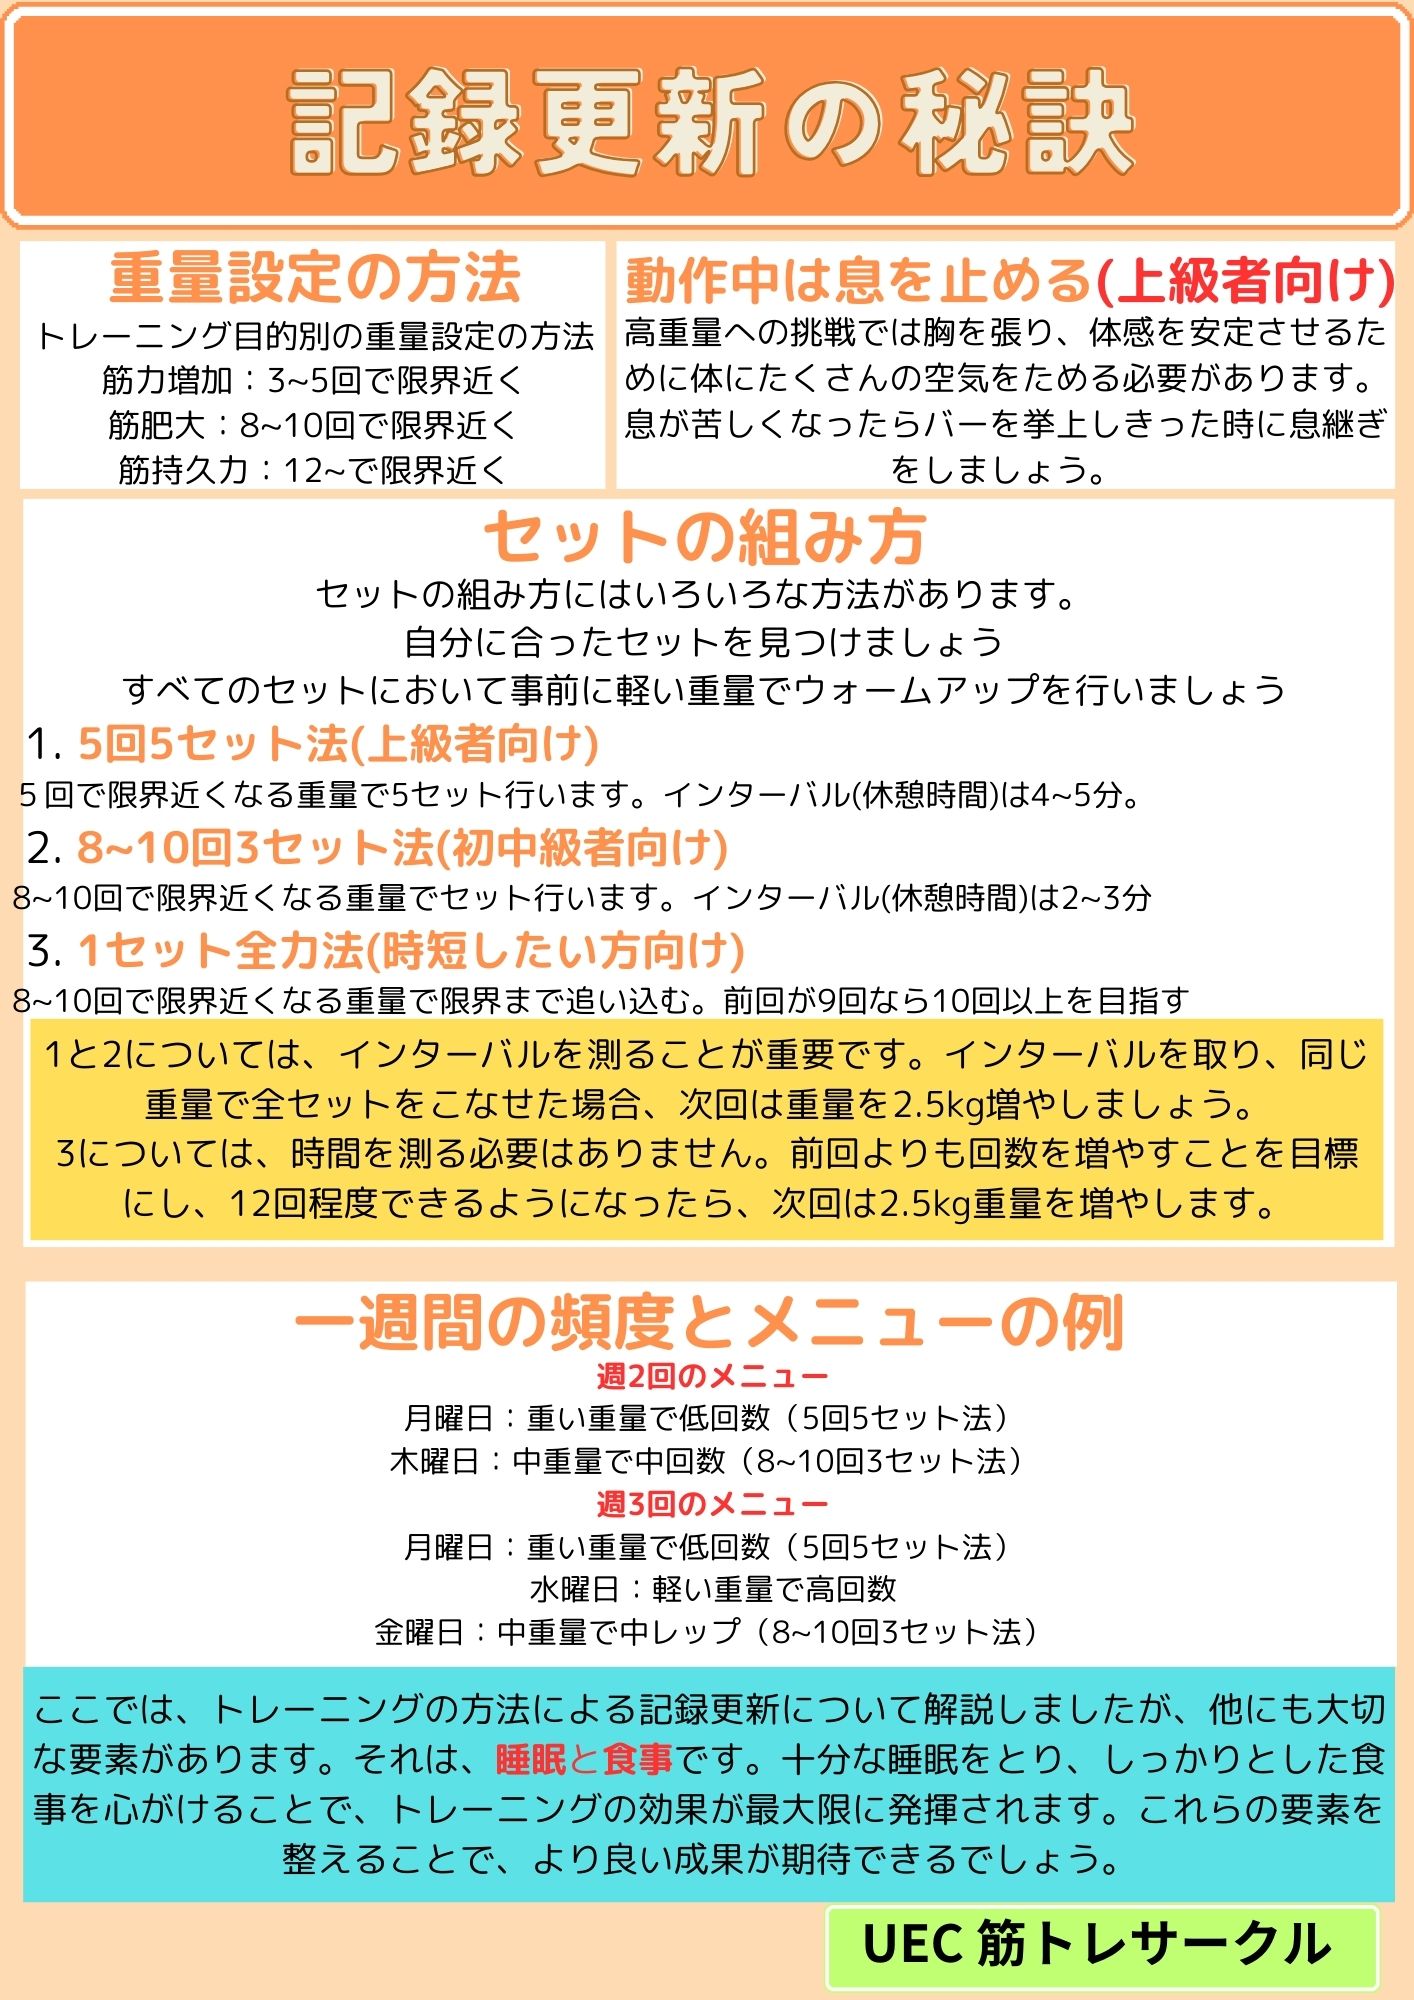 記録更新の秘訣
重量設定の方法
トレーニング目的別の重量設定の方法
筋力増加：3~5回で限界近く
筋肥大：8~10回で限界近く
筋持久力：12~で限界近く
動作中は息を止める(上級者向け)
高重量への挑戦では胸を張り、体感を安定させるた
めに体にたくさんの空気をためる必要があります。
息が苦しくなったらバーを挙上しきった時に息継ぎ
をしましょう。
セットの組み方
セットの組み方にはいろいろな方法があります。
自分に合ったセットを見つけましょう
すべてのセットにおいて事前に軽い重量でウォームアップを行いましょう
1. 5回5セット法(上級者向け)
5回で限界近くなる重量で5セット行います。インターバル(休憩時間)は4~5分。
2. 8~10回3セット法(初中級者向け)
8~10回で限界近くなる重量でセット行います。インターバル(休憩時間)は2~3分
3. 1セット全力法(時短したい方向け)
8~10回で限界近くなる重量で限界まで追い込む。前回が9回なら10回以上を目指す
1と2については、インターバルを測ることが重要です。インターバルを取り、同じ
重量で全セットをこなせた場合、次回は重量を2.5kg増やしましょう。
3については、時間を測る必要はありません。前回よりも回数を増やすことを目標
にし、12回程度できるようになったら、次回は2.5kg重量を増やします。
一週間の頻度とメニューの例
週2回のメニュー
月曜日：重い重量で低回数（5回5セット法）
木曜日：中重量で中回数（8~10回3セット法）
週3回のメニュー
月曜日：重い重量で低回数（5回5セット法）
水曜日：軽い重量で高回数
金曜日：中重量で中レップ（8~10回3セット法）
ここでは、トレーニングの方法による記録更新について解説しましたが、他にも大切
な要素があります。それは、睡眠と食事です。十分な睡眠をとり、しっかりとした食
事を心がけることで、トレーニングの効果が最大限に発揮されます。これらの要素を
整えることで、より良い成果が期待できるでしょう。
UEC 筋トレサークル